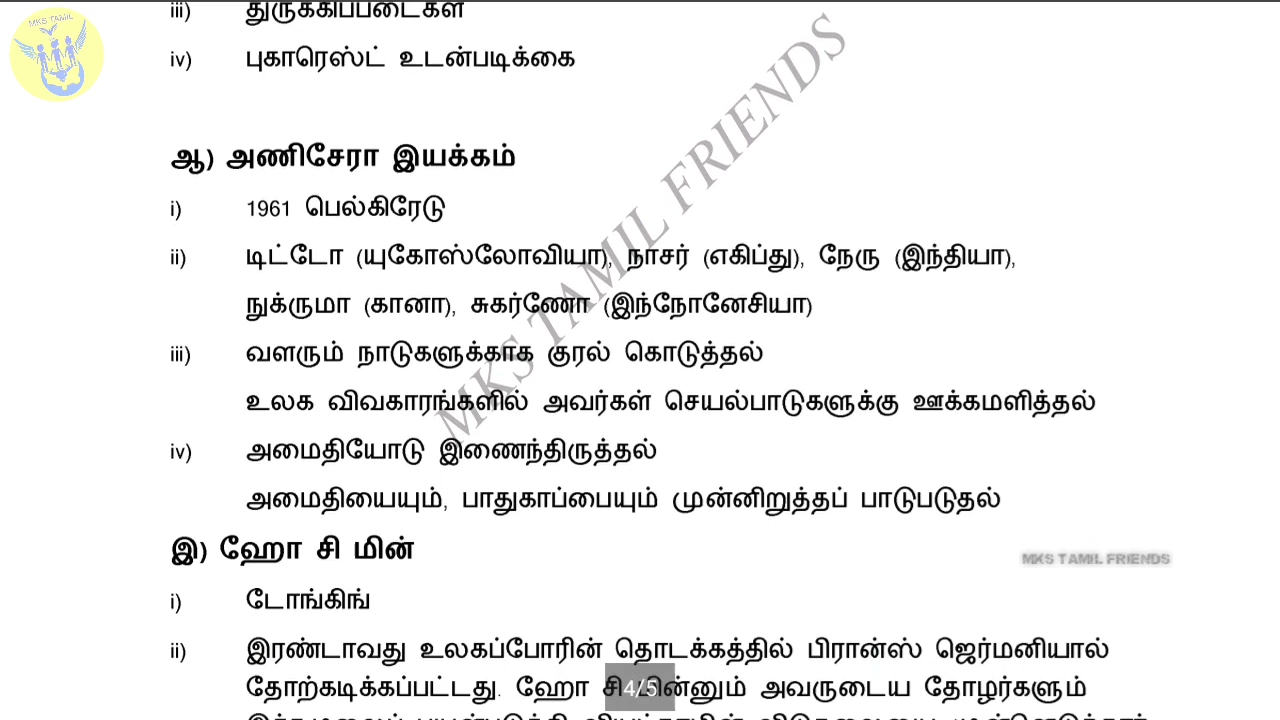 MKS TAMIL
iii) துருக்கிப்படைகள்
iv) புகாரெஸ்ட் உடன்படிக்கை
ஆ) அணிசேரா இயக்கம்
i) 1961 பெல்கிரேடு
ii) டிட்டோ (யுகோஸ்லோவியா), நாசர் (எகிப்து), நேரு (இந்தியா),
நுக்ருமா (கானா), சுகர்ணோ (இந்நோனேசியா)
iii) வளரும் நாடுகளுக்காக குரல் கொடுத்தல்
உலக விவகாரங்களில் அவர்கள் செயல்பாடுகளுக்கு ஊக்கமளித்தல்
iv) அமைதியோடு இணைந்திருத்தல்
அமைதியையும், பாதுகாப்பையும் முன்னிறுத்தப் பாடுபடுதல்
MKS TAMIL FRIENDS
இ) ஹோ சி மின்
MKS TAMIL FRIENDS
i) டோங்கிங்
ii) இரண்டாவது உலகப்போரின் தொடக்கத்தில் பிரான்ஸ் ஜெர்மனியால்
தோற்கடிக்கப்பட்டது. ஹோ சி மின்னும் அவருடைய தோழர்களும்
4/5